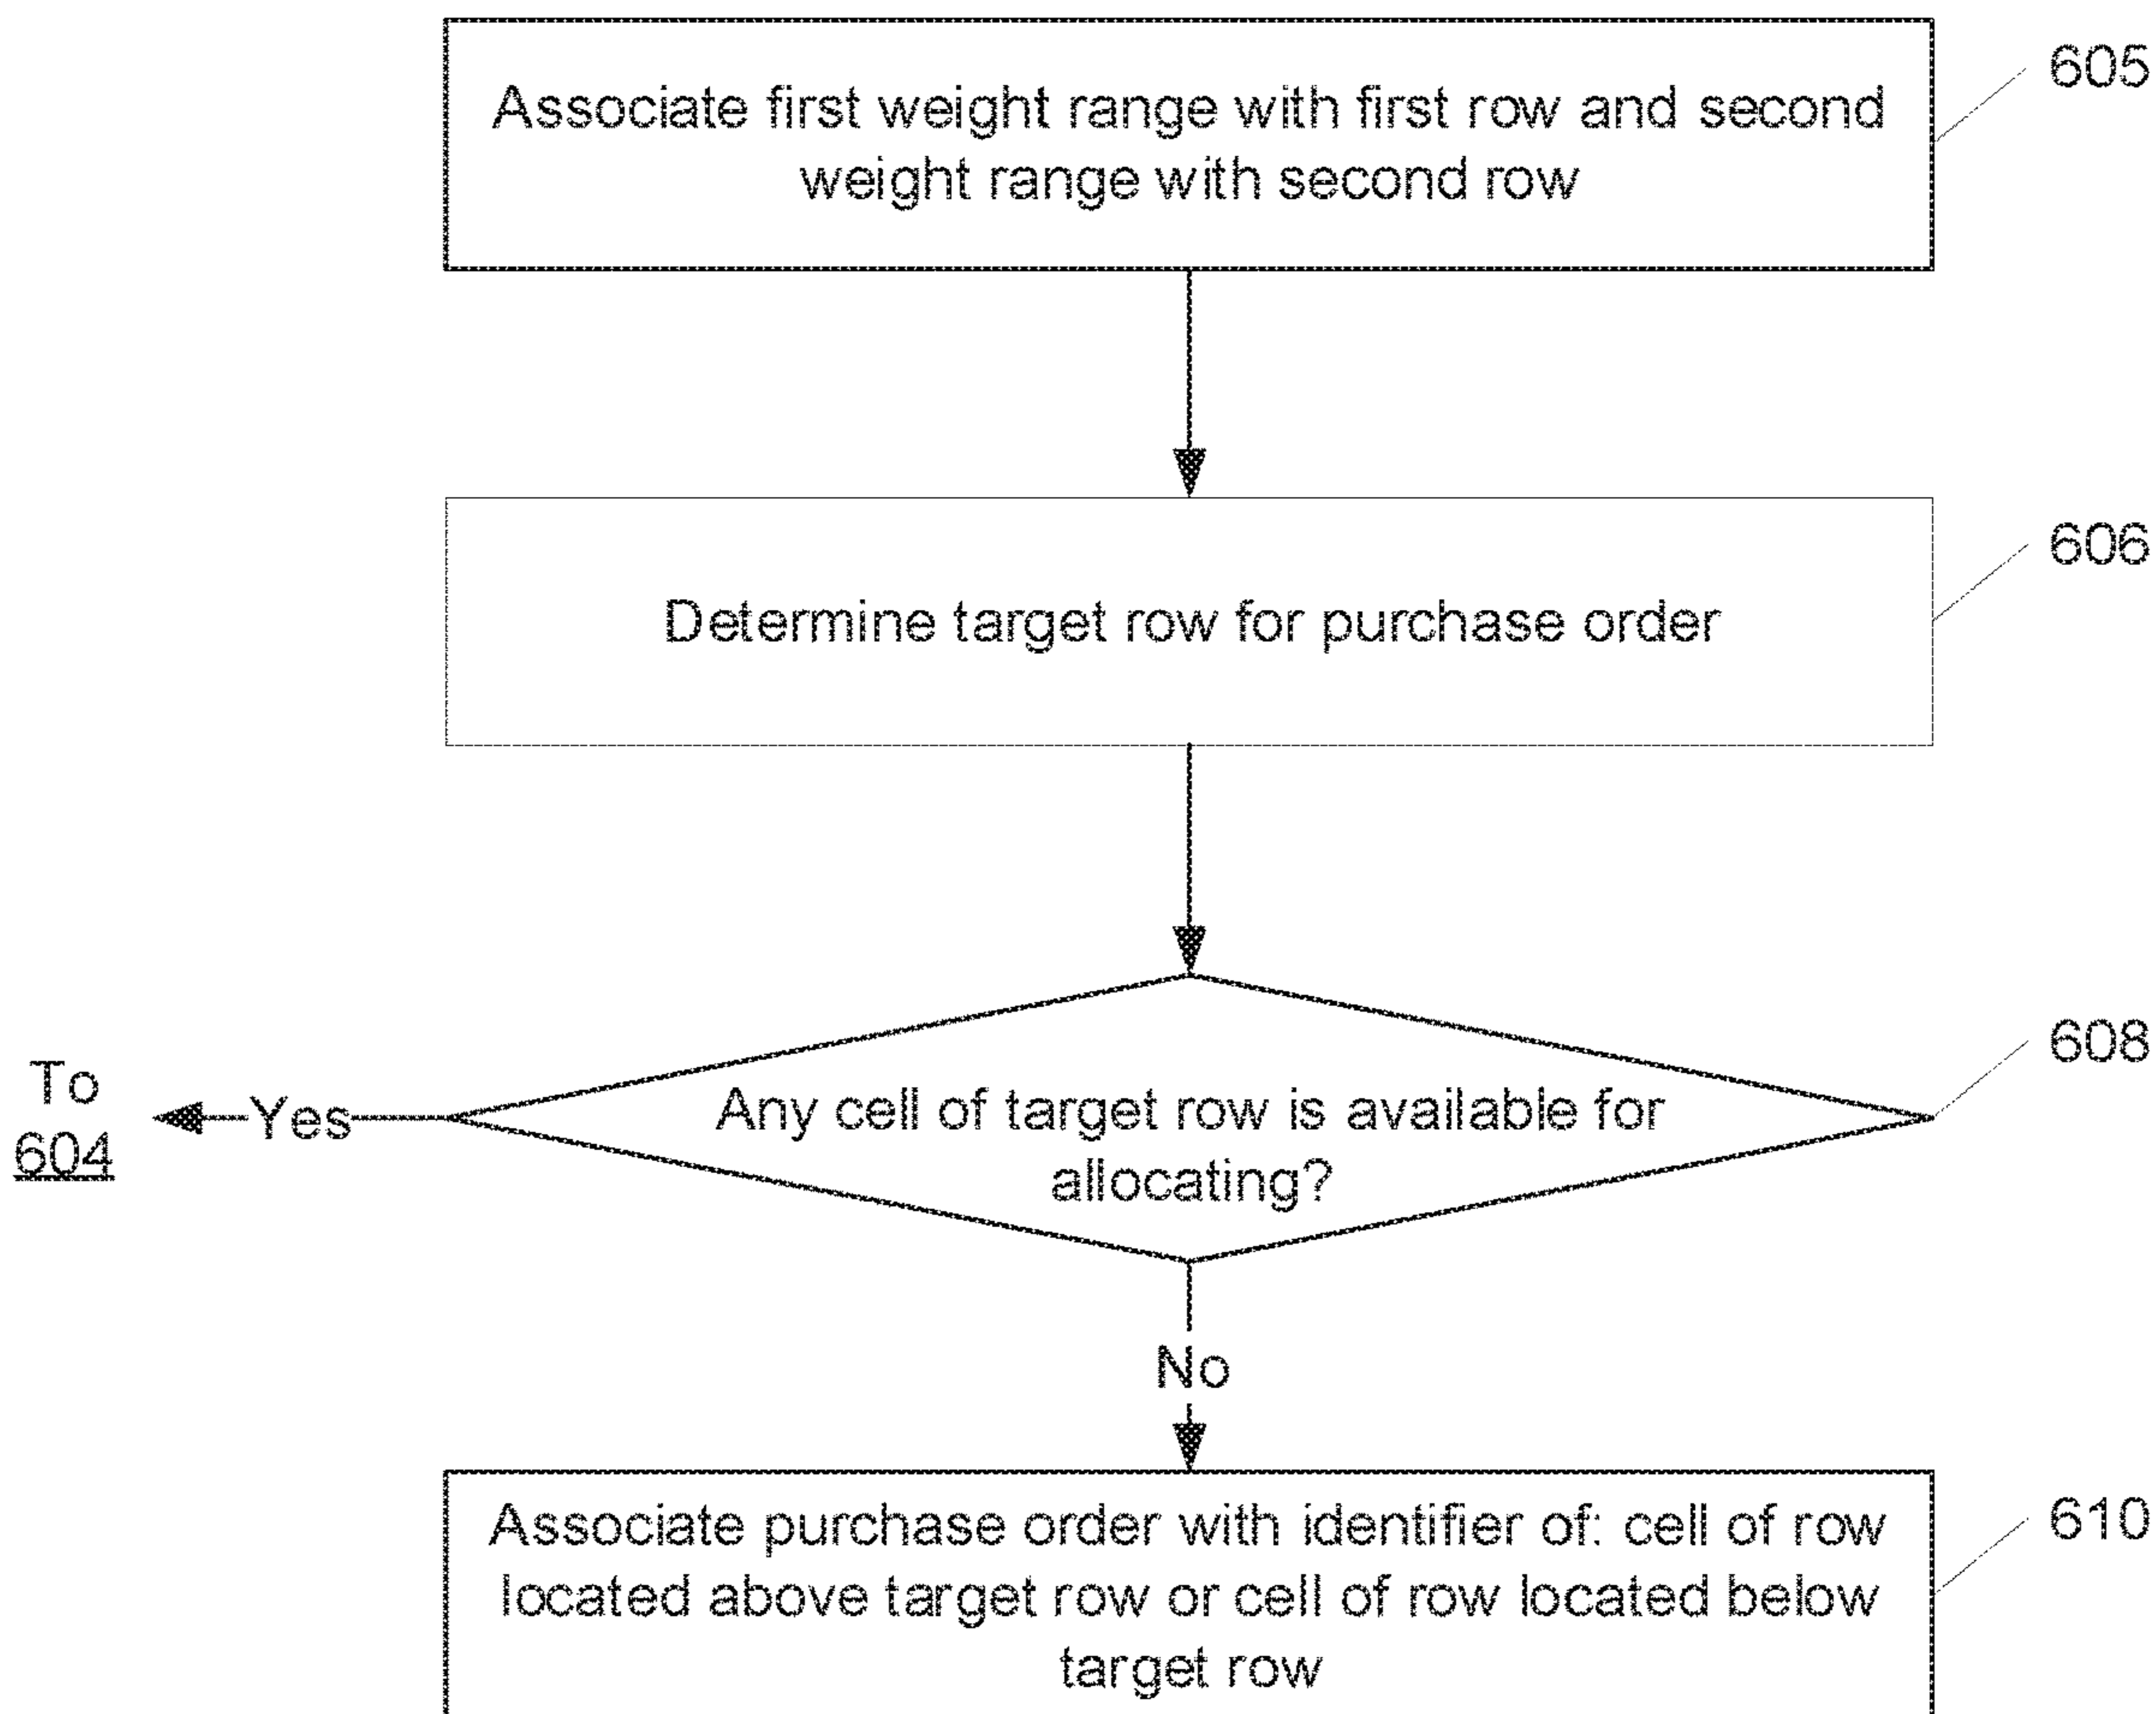 Associate first weight range with first row and second
weight range with second row
605
Determine target row for purchase order
606
Any cell of target row is available for
allocating?
608
To
604
Yes
No
Associate purchase order with identifier of: cell of row
located above target row or cell of row located below
target row
610